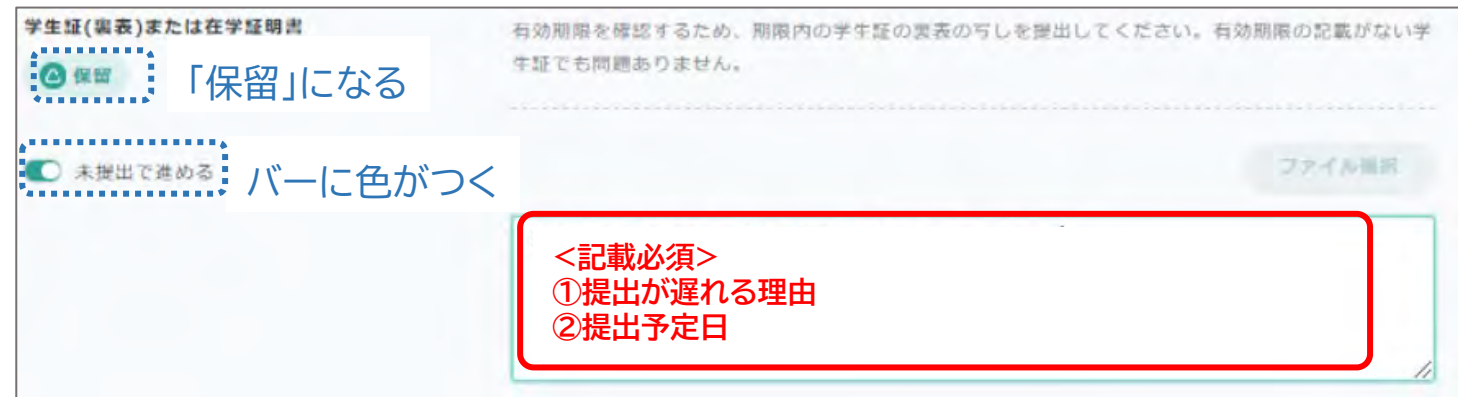 学生証(裏表)または在学証明書
有効期限を確認するため、期限内の学生証の裏表の写しを提出してください。有効期限の記載がない学
生証でも問題ありません。
保留
「保留」になる
未提出で進める
バーに色がつく
ファイル選択
<記載必須>
①提出が遅れる理由
②提出予定日